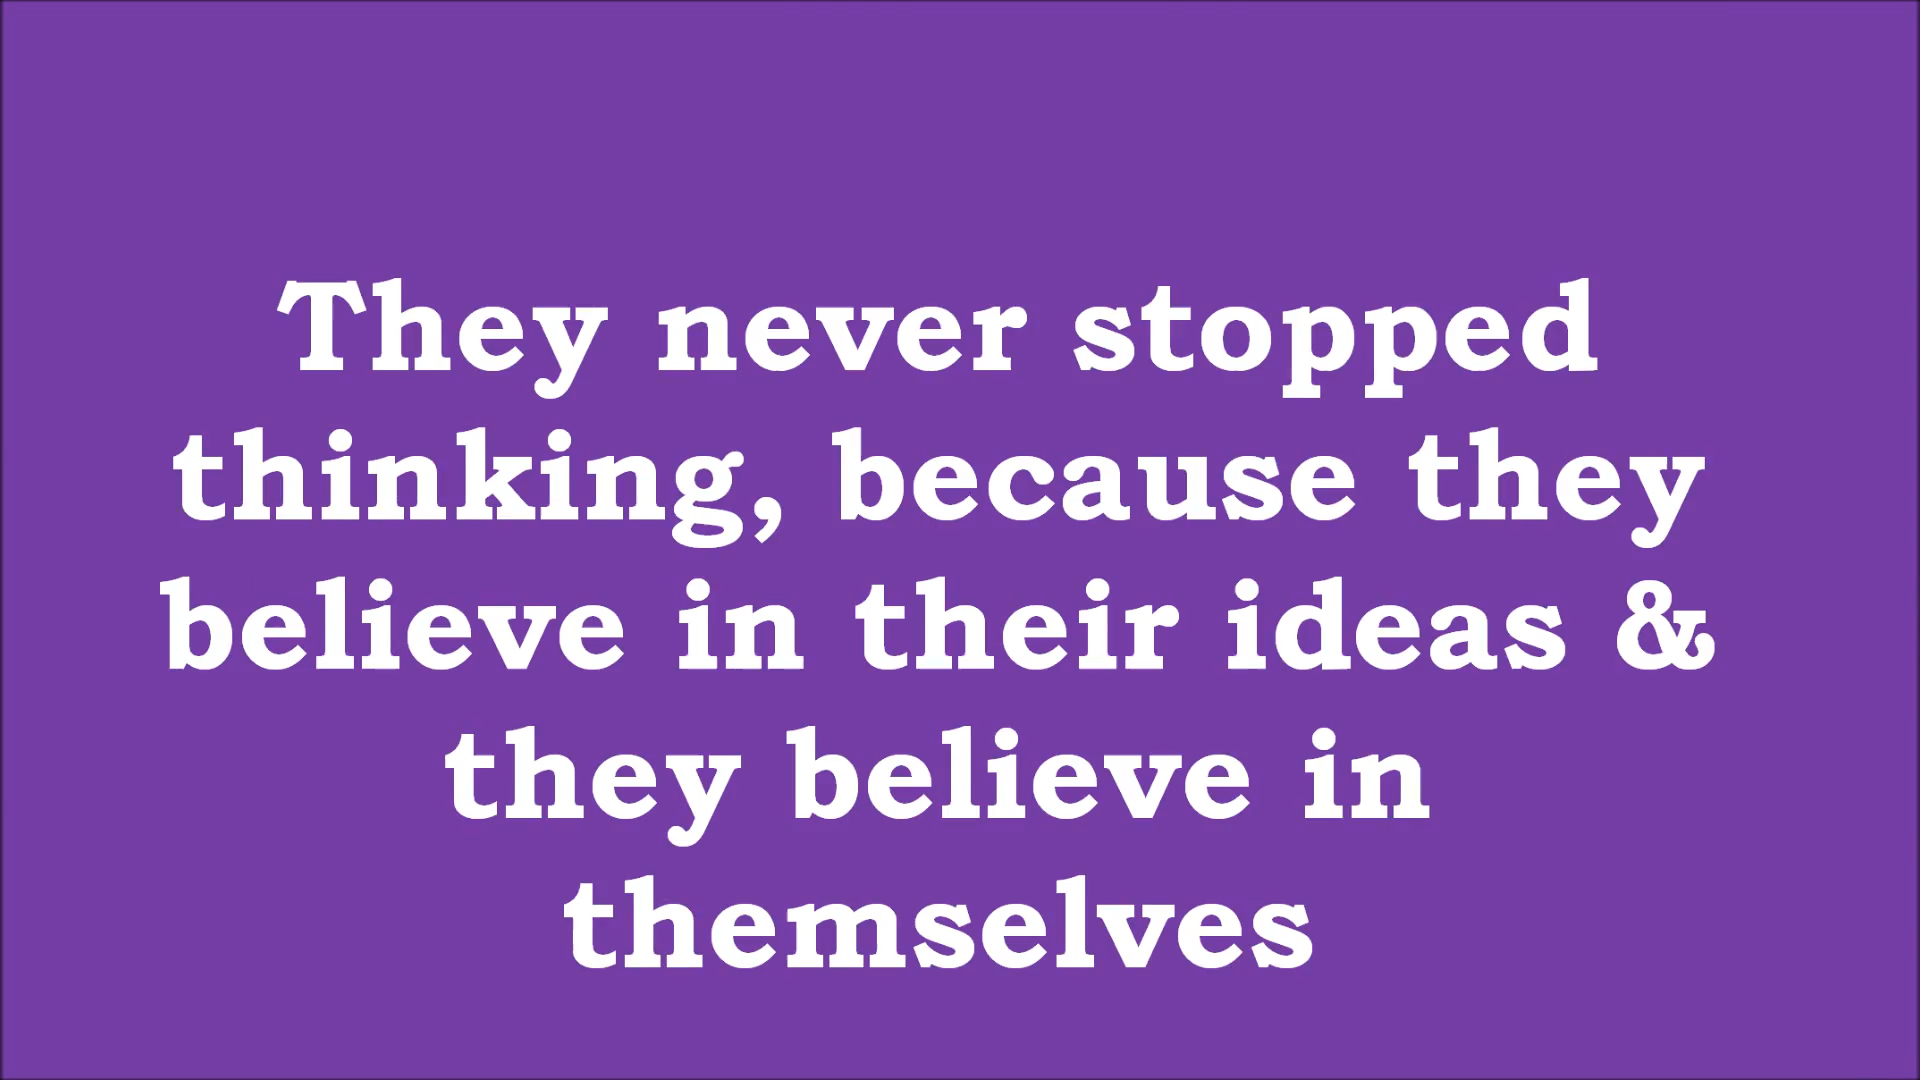 They never stopped
thinking, because they
believe in their ideas &
they believe in
themselves